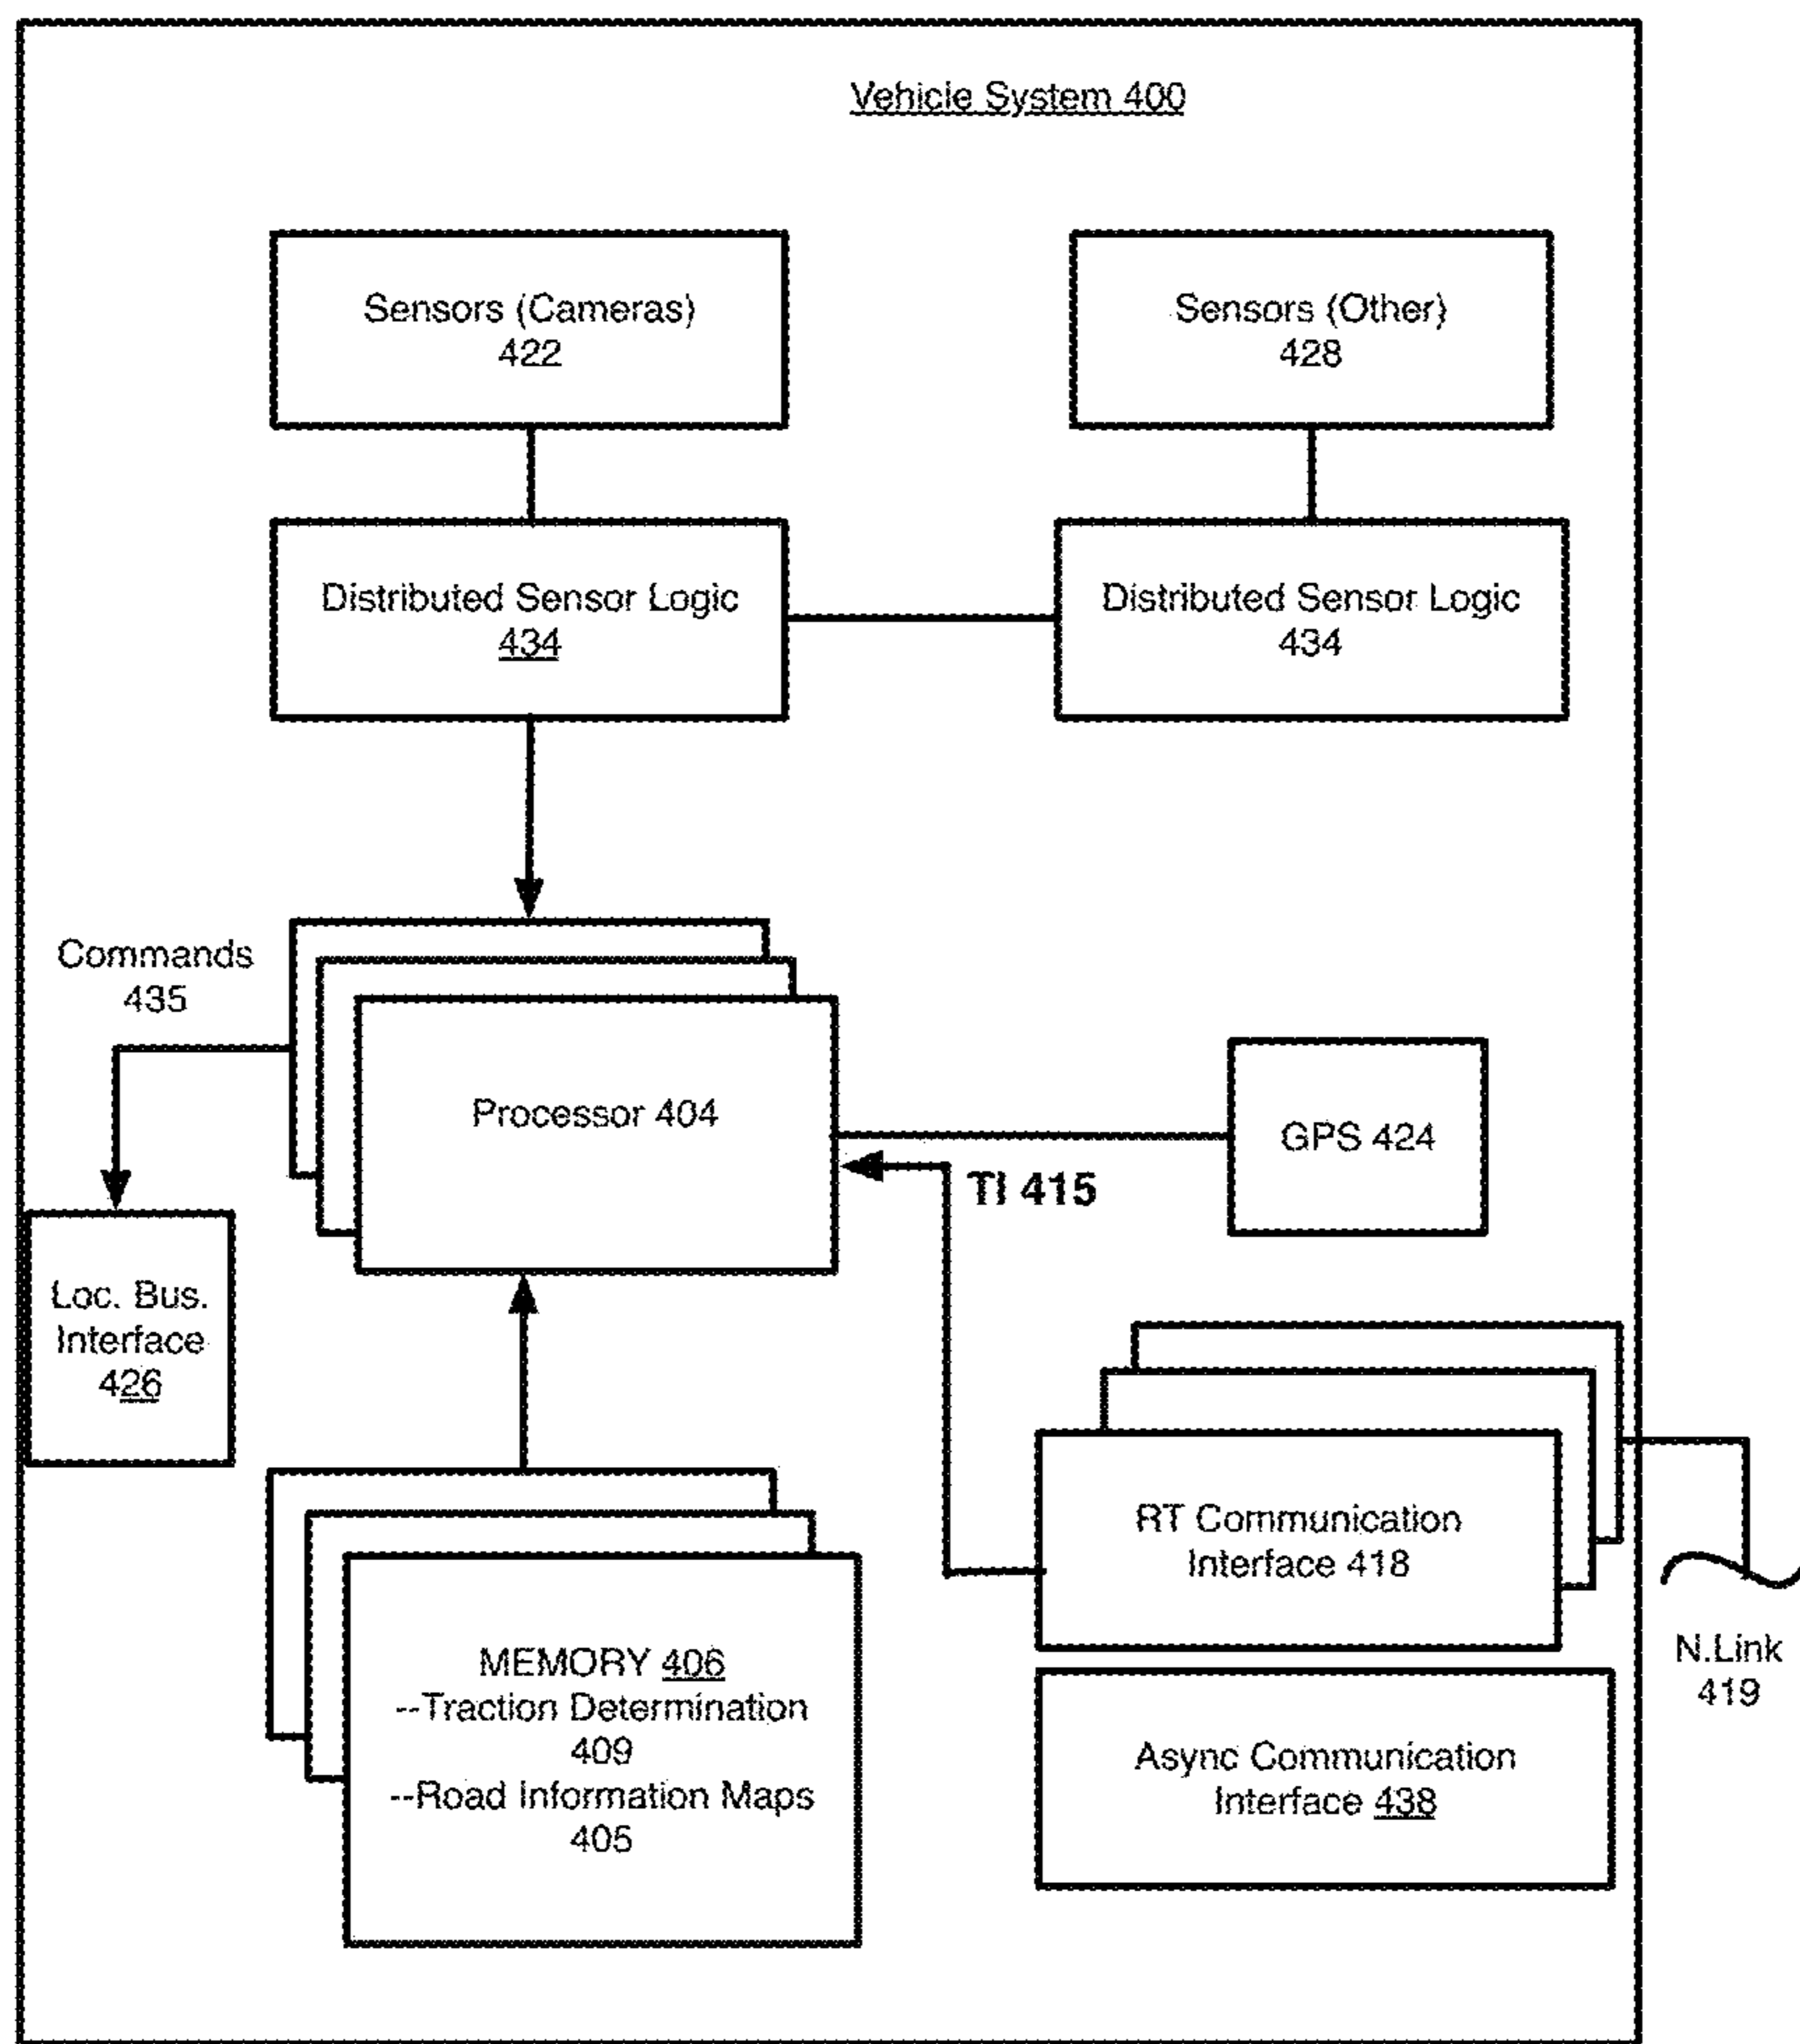 Vehicle System 400
Sensors (Cameras)
422
Sensors (Other)
428
Distributed Sensor Logic
434
Distributed Sensor Logic
434
Commands
435
Processor 404
GPS 424
TI 415
Loc. Bus.
Interface
426
RT Communication
Interface 418
N.Link
419
MEMORY 406
--Traction Determination
409
--Road Information Maps
405
Async Communication
Interface 438